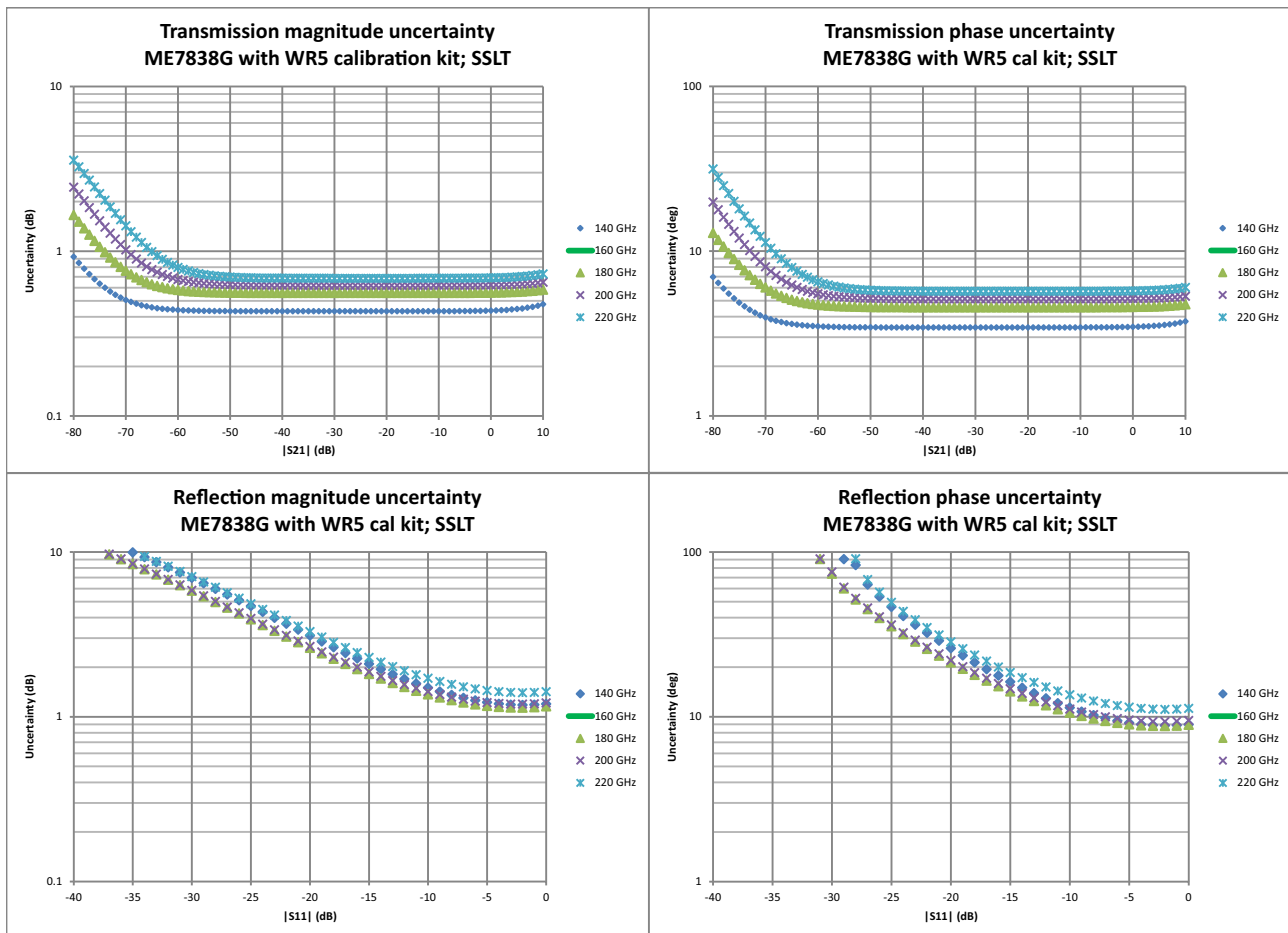 Transmission magnitude uncertainty
ME7838G with WR5 calibration kit; SSLT
10
1
0.1
Uncertainty (dB)
-80 -70 -60 -50 -40 -30 -20 -10 0 10
|S21| (dB)
140 GHz
160 GHz
180 GHz
200 GHz
220 GHz
Transmission phase uncertainty
ME7838G with WR5 cal kit; SSLT
100
10
1
Uncertainty (deg)
-80 -70 -60 -50 -40 -30 -20 -10 0 10
|S21| (dB)
140 GHz
160 GHz
180 GHz
200 GHz
220 GHz
Reflection magnitude uncertainty
ME7838G with WR5 cal kit; SSLT
10
1
0.1
Uncertainty (dB)
-40 -35 -30 -25 -20 -15 -10 -5 0
|S11| (dB)
140 GHz
160 GHz
180 GHz
200 GHz
220 GHz
Reflection phase uncertainty
ME7838G with WR5 cal kit; SSLT
100
10
1
Uncertainty (deg)
-40 -35 -30 -25 -20 -15 -10 -5 0
|S11| (dB)
140 GHz
160 GHz
180 GHz
200 GHz
220 GHz